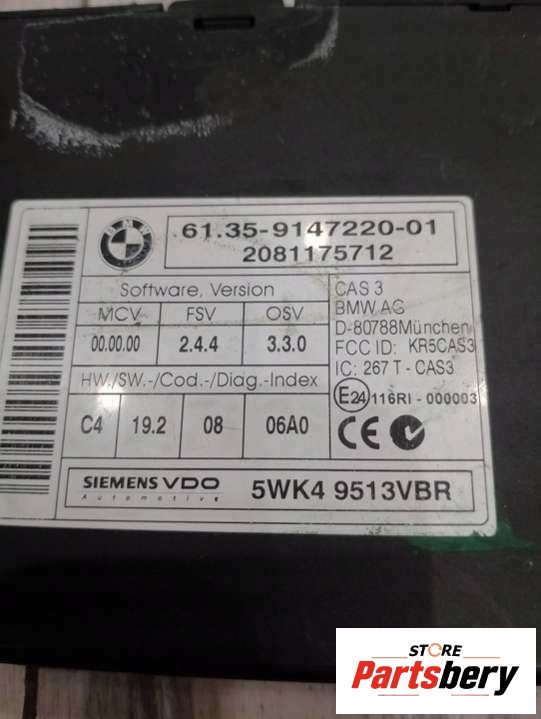 BMW
61.35-9147220-01
2081175712
Software, Version
MCV FSV OSV
00.00.00 2.4.4 3.3.0
HW./SW.-/Cod.-/Diag.-Index
C4 19.2 08 06A0
CAS 3
BMW AG
D-80788München
FCC ID: KR5CAS3
IC: 267 T - CAS3
E24 116RI - 000003
CE
SIEMENS VDO
Automotive
5WK4 9513VBR
STORE
Partsbery